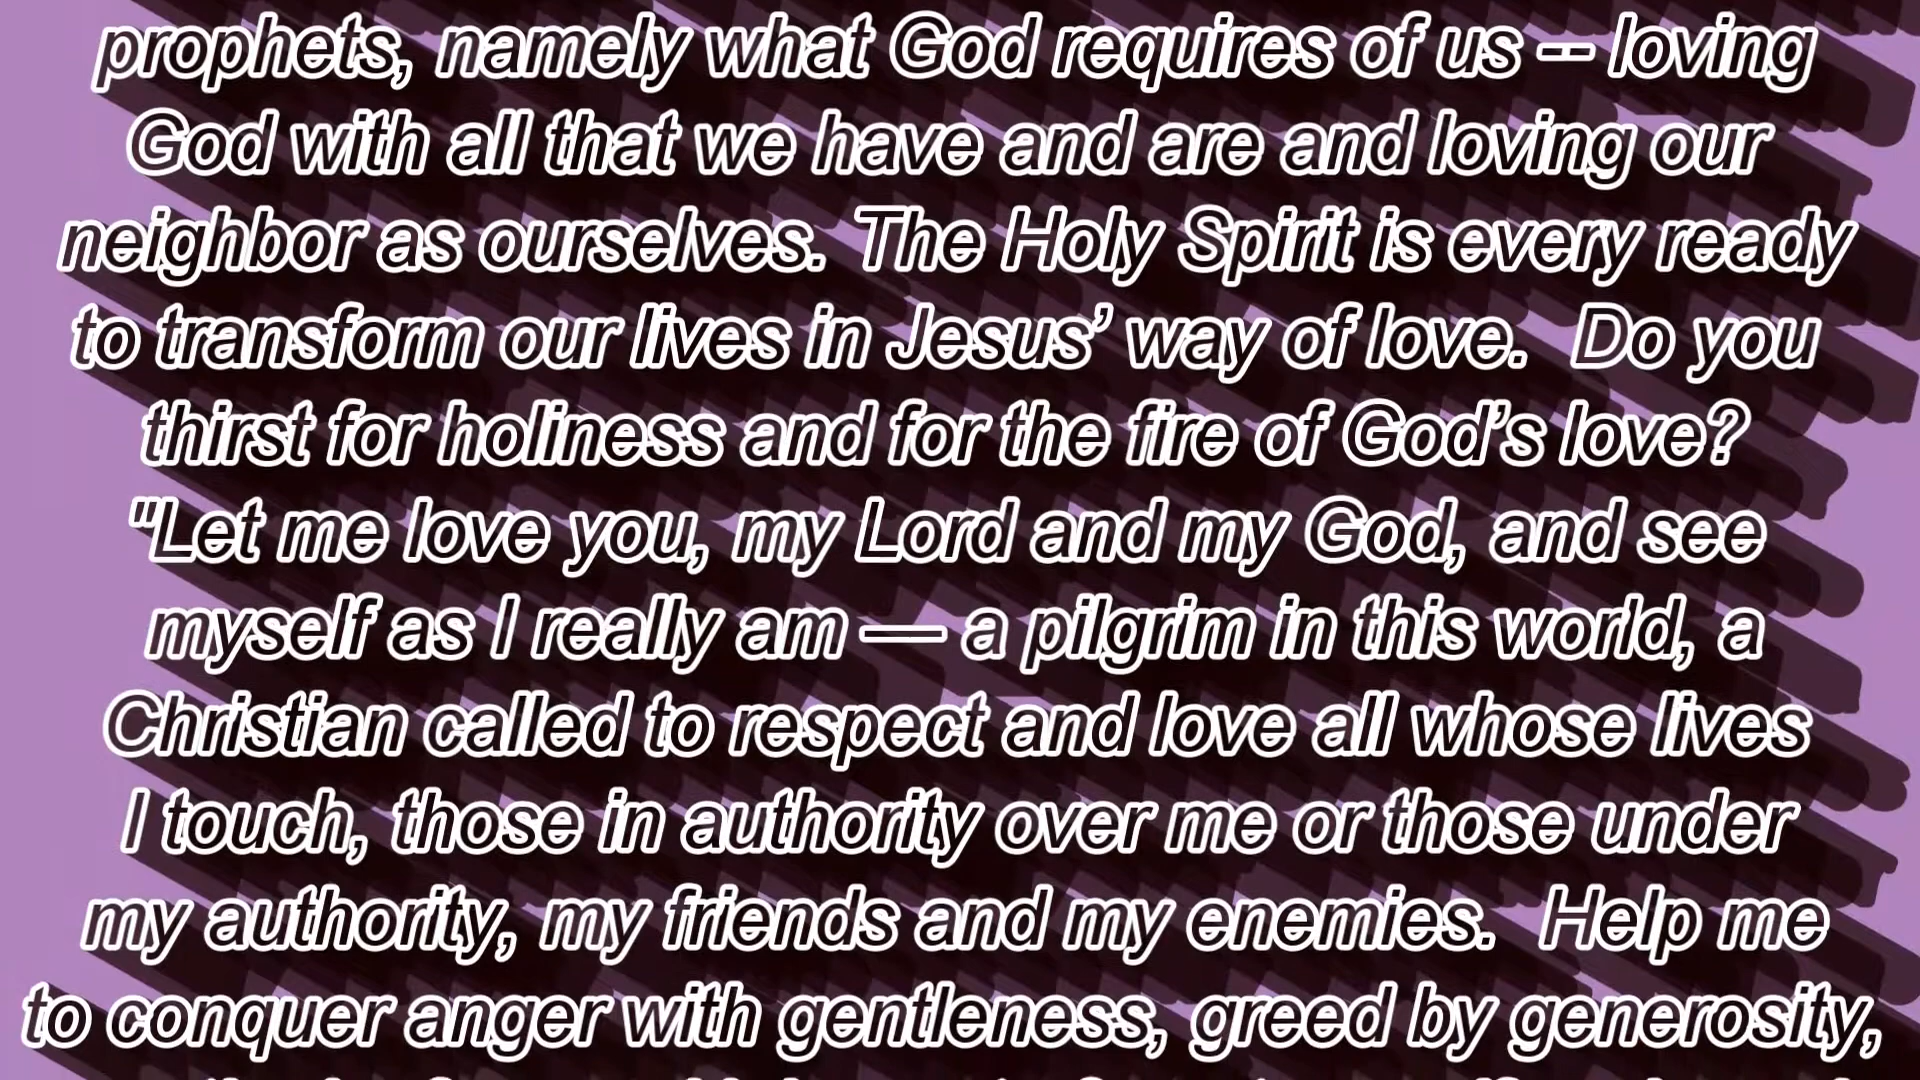 prophets, namely what God requires of us -- loving
God with all that we have and are and loving our
neighbor as ourselves.  The Holy Spirit is every ready
to transform our lives in Jesus’ way of love.  Do you
thirst for holiness and for the fire of God’s love?
"Let me love you, my Lord and my God, and see
myself as I really am — a pilgrim in this world, a
Christian called to respect and love all whose lives
I touch, those in authority over me or those under
my authority, my friends and my enemies.  Help me
to conquer anger with gentleness, greed by generosity,